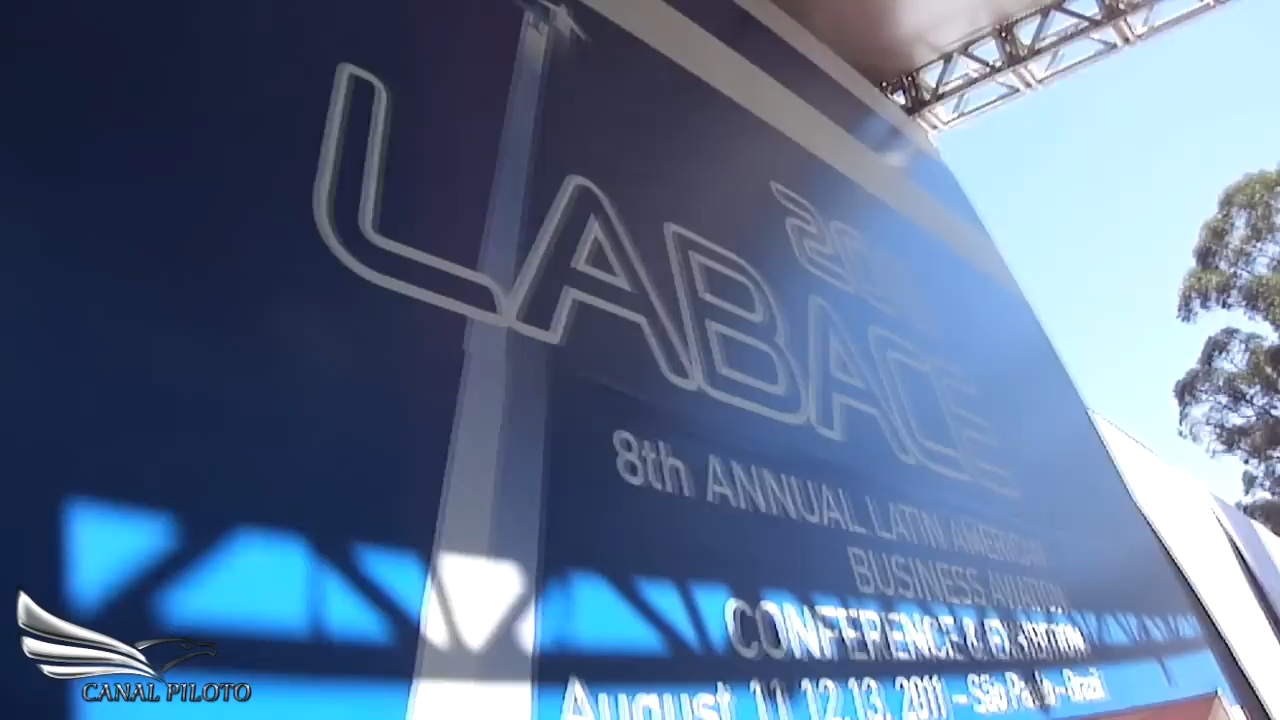 LABACE
8th ANNUAL LATIN AMERICAN
BUSINESS AVIATION
CONFERENCE & EXHIBITION
August 11, 12, 13, 2011 – São Paulo – Brazil
CANAL PILOTO